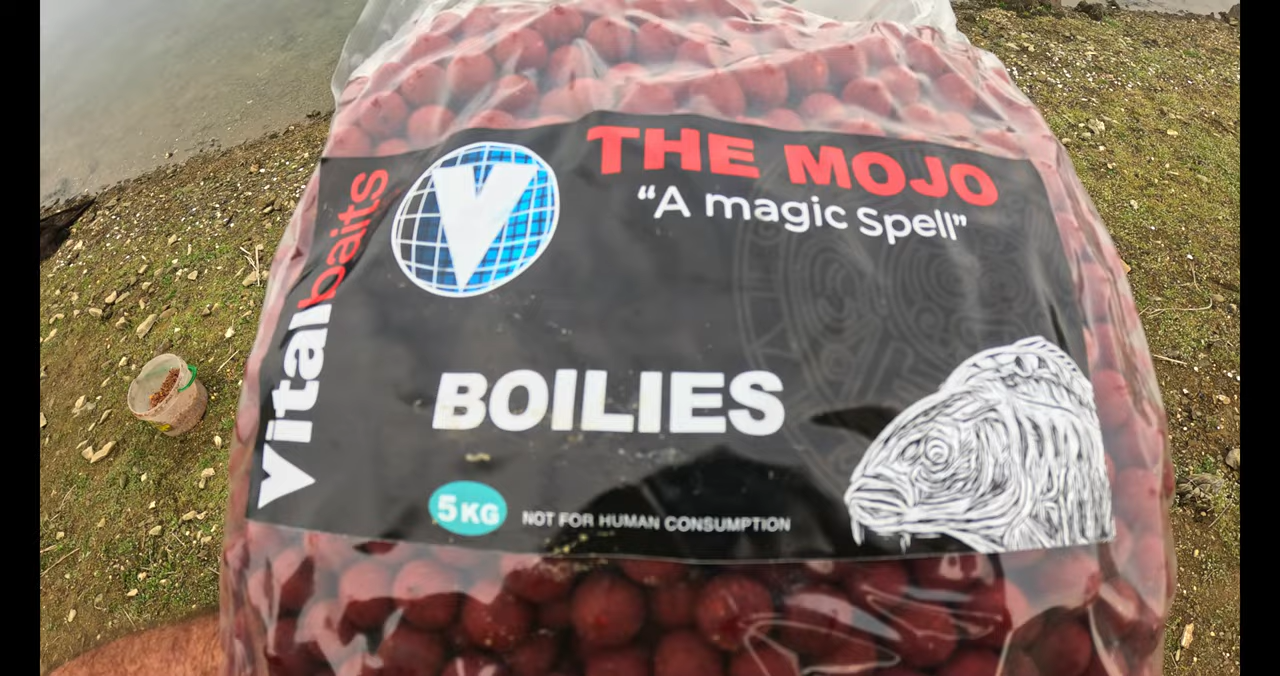 THE MOJO
“A magic Spell”
vitalbaits
V
BOILIES
5KG
NOT FOR HUMAN CONSUMPTION